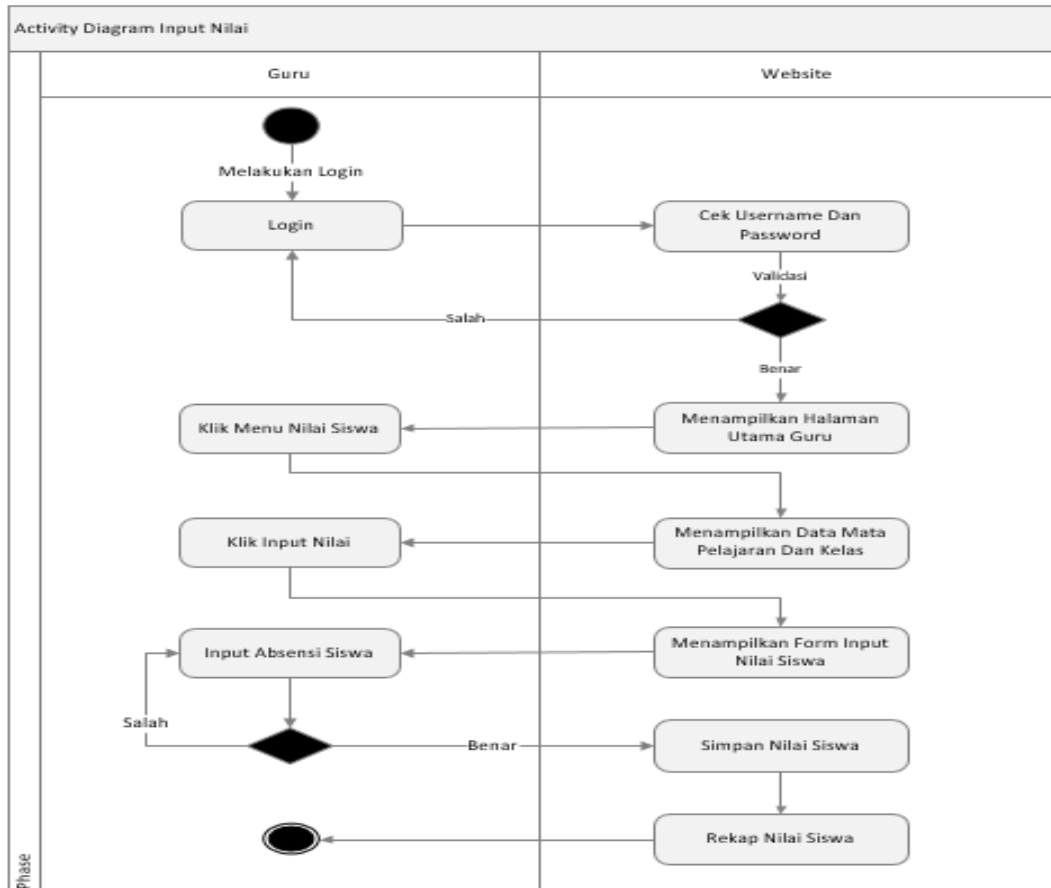 Activity Diagram Input Nilai
Guru
Website
Melakukan Login
Login
Cek Username Dan
Password
Validasi
Salah
Benar
Klik Menu Nilai Siswa
Menampilkan Halaman
Utama Guru
Klik Input Nilai
Menampilkan Data Mata
Pelajaran Dan Kelas
Input Absensi Siswa
Menampilkan Form Input
Nilai Siswa
Salah
Benar
Simpan Nilai Siswa
Rekap Nilai Siswa
Phase